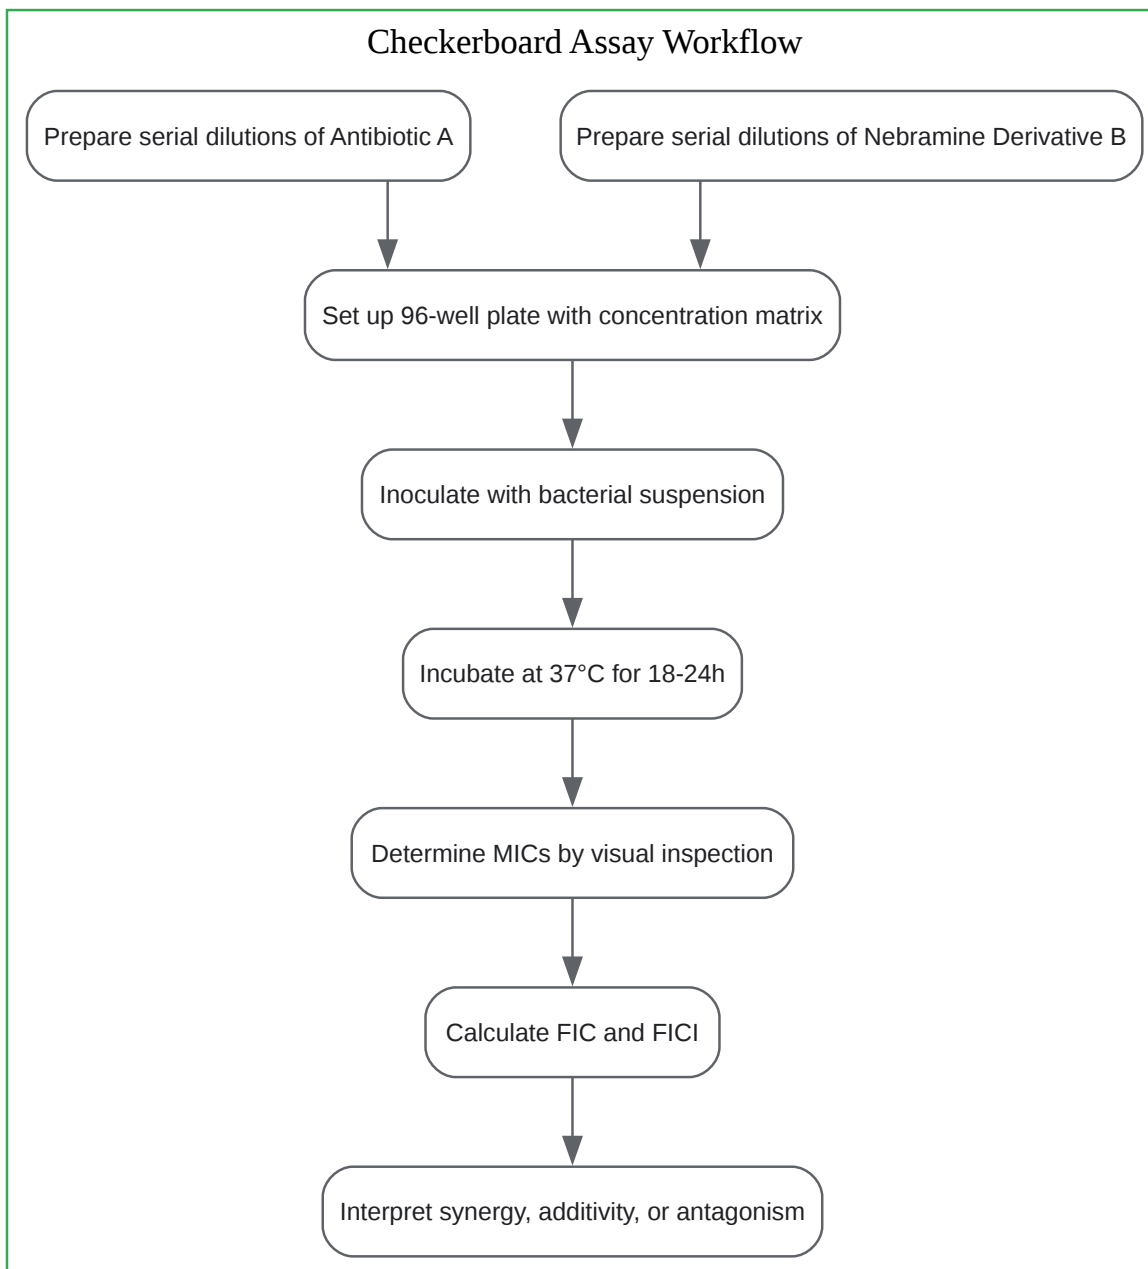 Checkerboard Assay Workflow
Prepare serial dilutions of Antibiotic A
Prepare serial dilutions of Nebramine Derivative B
Set up 96-well plate with concentration matrix
Inoculate with bacterial suspension
Incubate at 37°C for 18-24h
Determine MICs by visual inspection
Calculate FIC and FICI
Interpret synergy, additivity, or antagonism